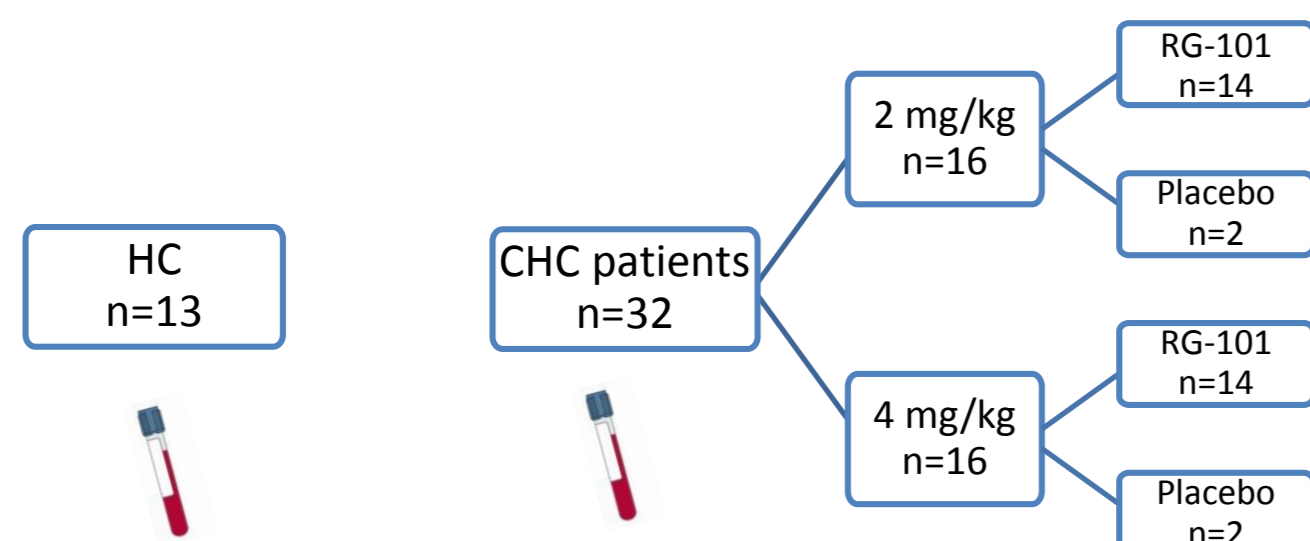 HC
n=13
CHC patients
n=32
2 mg/kg
n=16
RG-101
n=14
Placebo
n=2
4 mg/kg
n=16
RG-101
n=14
Placebo
n=2